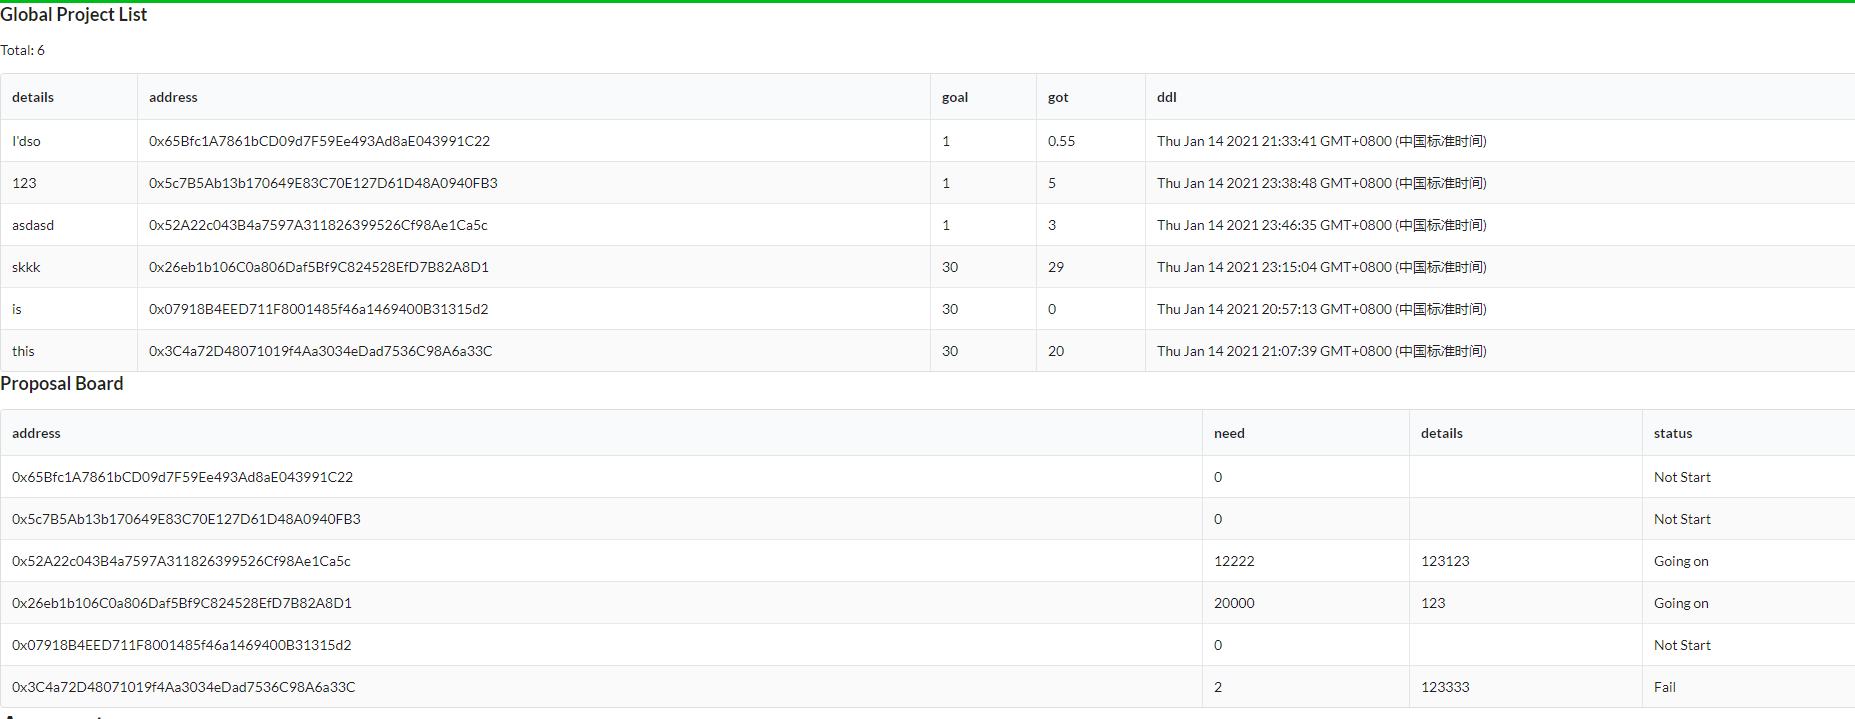 Global Project List
Total: 6
details address goal got ddl
I'dso 0x65Bfc1A7861bCD09d7F59Ee493Ad8aE043991C22 1 0.55 Thu Jan 14 2021 21:33:41 GMT+0800 (中国标准时间)
123 0x5c7B5Ab13b170649E83C70E127D61D48A0940FB3 1 5 Thu Jan 14 2021 23:38:48 GMT+0800 (中国标准时间)
asdasd 0x52A22c043B4a7597A311826399526Cf98Ae1Ca5c 1 3 Thu Jan 14 2021 23:46:35 GMT+0800 (中国标准时间)
skkk 0x26eb1b106C0a806Daf5Bf9C824528EfD7B82A8D1 30 29 Thu Jan 14 2021 23:15:04 GMT+0800 (中国标准时间)
is 0x07918B4EED711F8001485f46a1469400B31315d2 30 0 Thu Jan 14 2021 20:57:13 GMT+0800 (中国标准时间)
this 0x3C4a72D48071019f4Aa3034eDad7536C98A6a33C 30 20 Thu Jan 14 2021 21:07:39 GMT+0800 (中国标准时间)
Proposal Board
address need details status
0x65Bfc1A7861bCD09d7F59Ee493Ad8aE043991C22 0 Not Start
0x5c7B5Ab13b170649E83C70E127D61D48A0940FB3 0 Not Start
0x52A22c043B4a7597A311826399526Cf98Ae1Ca5c 12222 123123 Going on
0x26eb1b106C0a806Daf5Bf9C824528EfD7B82A8D1 20000 123 Going on
0x07918B4EED711F8001485f46a1469400B31315d2 0 Not Start
0x3C4a72D48071019f4Aa3034eDad7536C98A6a33C 2 123333 Fail